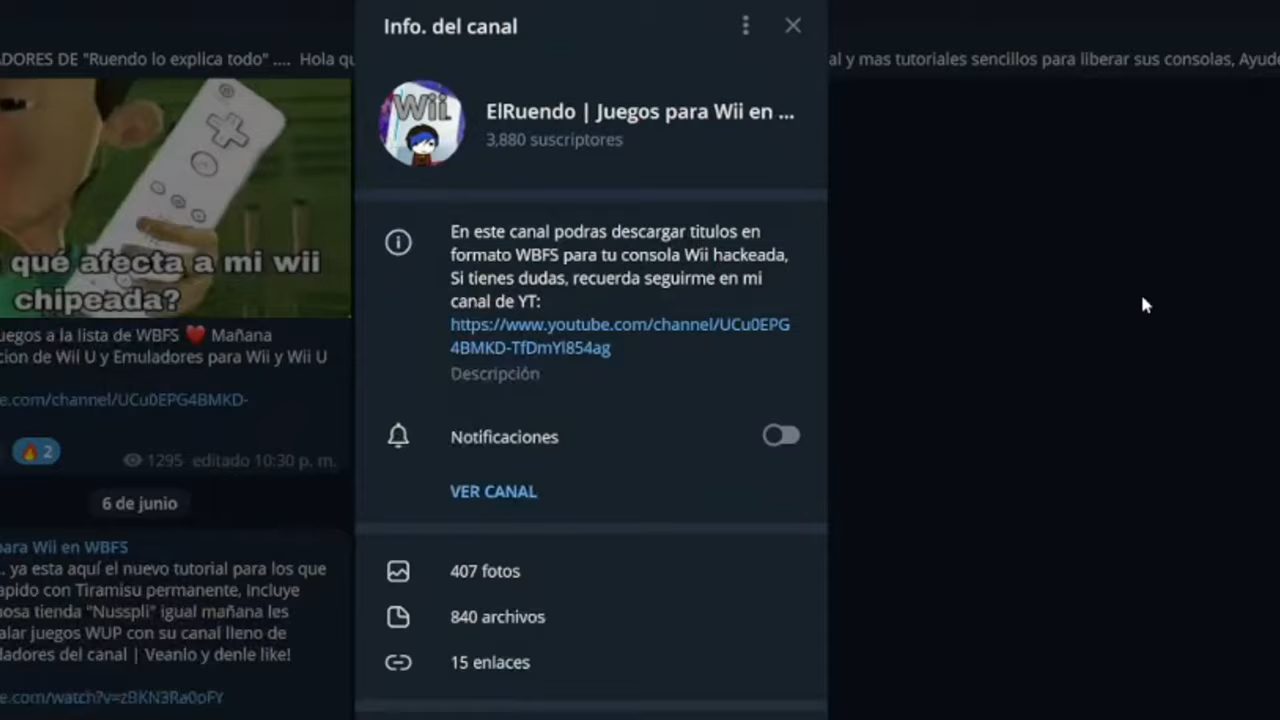 Info. del canal
ADORES DE "Ruendo lo explica todo" .... Hola qu
al y mas tutoriales sencillos para liberar sus consolas, Ayude
Wii
ElRuendo | Juegos para Wii en ...
3,880 suscriptores
qué afecta a mi wii
chipeada?
uegos a la lista de WBFS ❤️ Mañana
cion de Wii U y Emuladores para Wii y Wii U
e.com/channel/UCu0EPG4BMKD-
🔥 2
1295 editado 10:30 p. m.
6 de junio
para Wii en WBFS
.. ya esta aquí el nuevo tutorial para los que
apido con Tiramisu permanente, Incluye
nosa tienda "Nusspli" igual mañana les
alar juegos WUP con su canal lleno de
dadores del canal | Veanlo y denle like!
e.com/watch?v=zBKN3Ra0oFY
En este canal podras descargar titulos en
formato WBFS para tu consola Wii hackeada,
Si tienes dudas, recuerda seguirme en mi
canal de YT:
https://www.youtube.com/channel/UCu0EPG
4BMKD-TfDmYl854ag
Descripción
Notificaciones
VER CANAL
407 fotos
840 archivos
15 enlaces